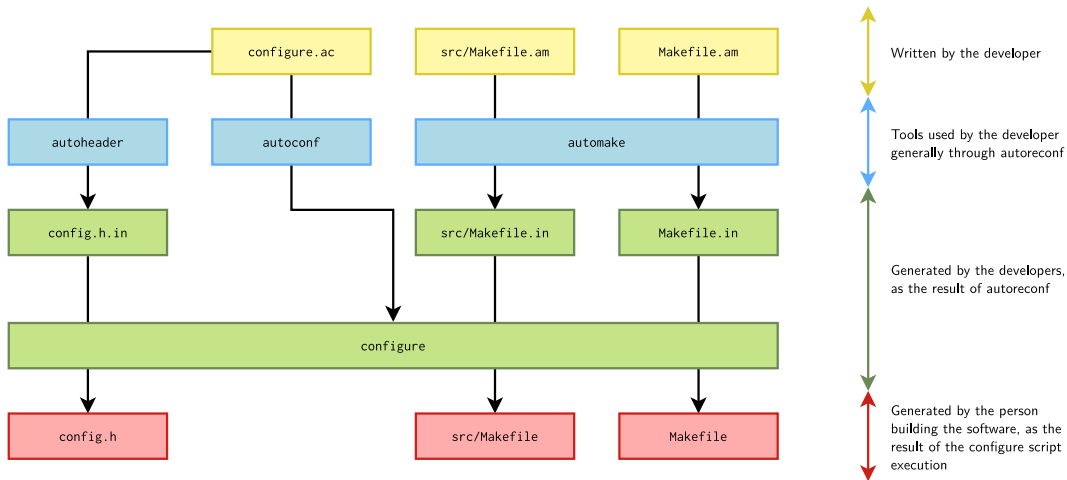 configure.ac
src/Makefile.am
Makefile.am
Written by the developer
autoheader
autoconf
automake
Tools used by the developer
generally through autoreconf
config.h.in
src/Makefile.in
Makefile.in
Generated by the developers,
as the result of autoreconf
configure
config.h
src/Makefile
Makefile
Generated by the person
building the software, as the
result of the configure script
execution